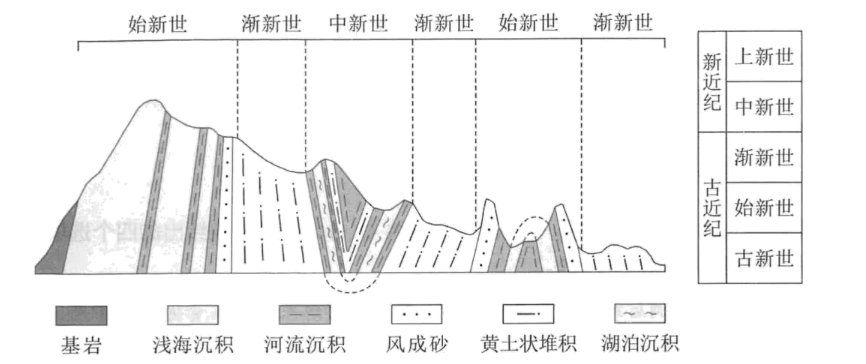 始新世 渐新世 中新世 渐新世 始新世 渐新世
新近纪
上新世
中新世
古近纪
渐新世
始新世
古新世
基岩 浅海沉积 河流沉积 风成砂 黄土状堆积 湖泊沉积